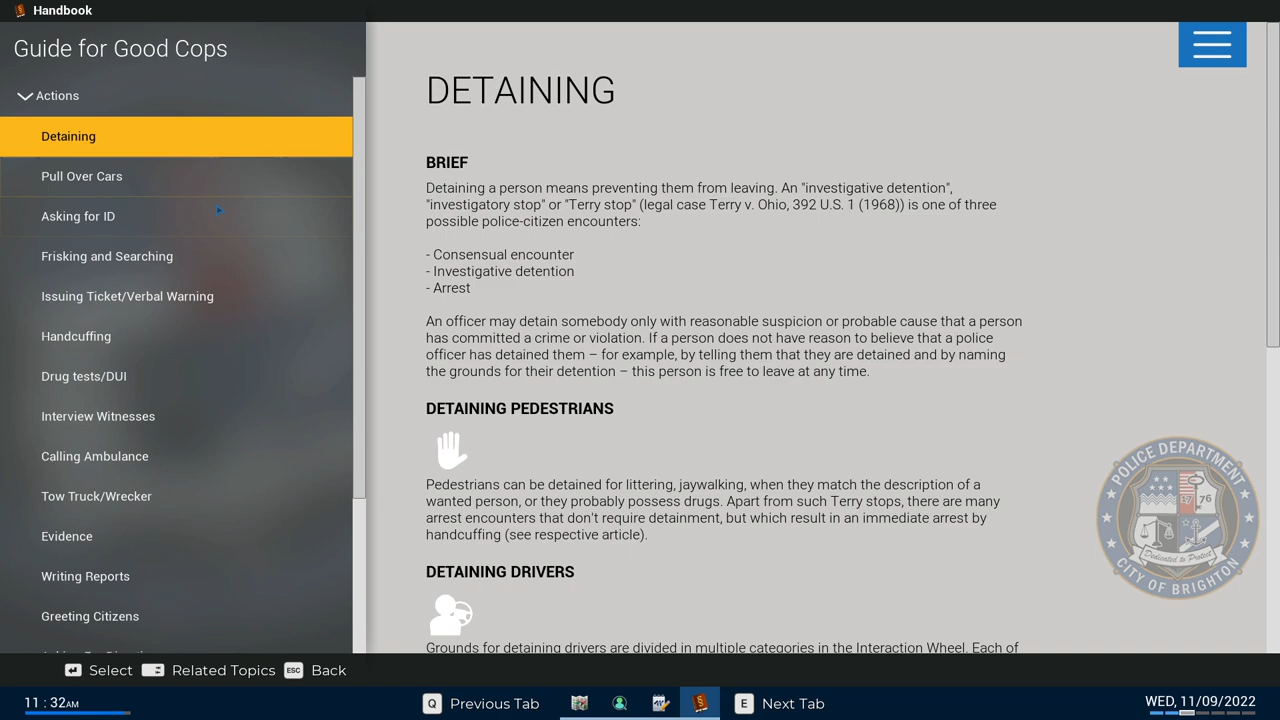 Handbook
Guide for Good Cops
Actions
Detaining
Pull Over Cars
Asking for ID
Frisking and Searching
Issuing Ticket/Verbal Warning
Handcuffing
Drug tests/DUI
Interview Witnesses
Calling Ambulance
Tow Truck/Wrecker
Evidence
Writing Reports
Greeting Citizens
DETAINING
BRIEF
Detaining a person means preventing them from leaving. An "investigative detention",
"investigatory stop" or "Terry stop" (legal case Terry v. Ohio, 392 U.S. 1 (1968)) is one of three
possible police-citizen encounters:
- Consensual encounter
- Investigative detention
- Arrest
An officer may detain somebody only with reasonable suspicion or probable cause that a person
has committed a crime or violation. If a person does not have reason to believe that a police
officer has detained them – for example, by telling them that they are detained and by naming
the grounds for their detention – this person is free to leave at any time.
DETAINING PEDESTRIANS
Pedestrians can be detained for littering, jaywalking, when they match the description of a
wanted person, or they probably possess drugs. Apart from such Terry stops, there are many
arrest encounters that don't require detainment, but which result in an immediate arrest by
handcuffing (see respective article).
DETAINING DRIVERS
Grounds for detaining drivers are divided in multiple categories in the Interaction Wheel. Each of
POLICE DEPARTMENT
17 76
Dedicated to Protect
CITY OF BRIGHTON
Select
Related Topics
ESC Back
11 : 32AM
Q Previous Tab
E Next Tab
WED, 11/09/2022